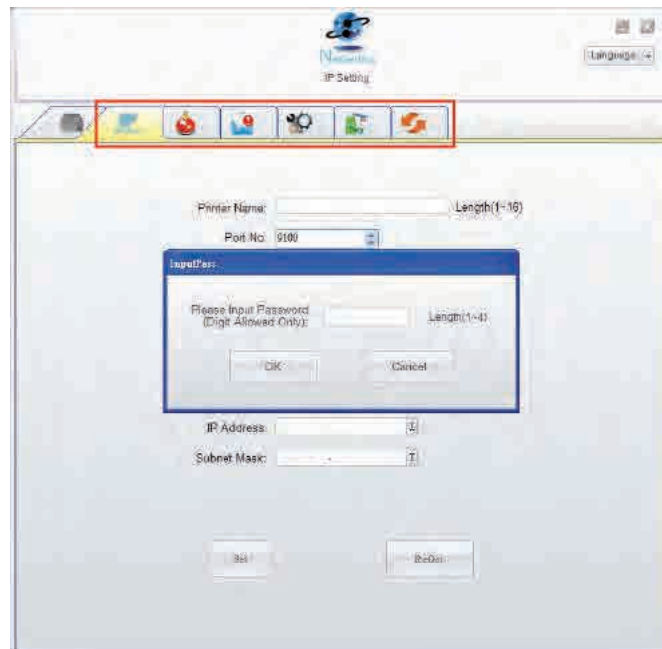 IP Setting
Language
Printer Name: Length(1~16)
Port No: 9100
InputPass
Please Input Password
(Digit Allowed Only): Length(1~4)
OK Cancel
IP Address:
Subnet Mask:
Set